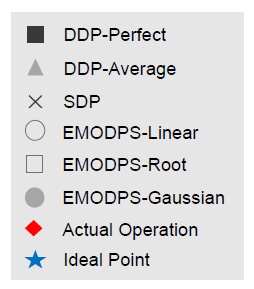 DDP-Perfect
DDP-Average
SDP
EMODPS-Linear
EMODPS-Root
EMODPS-Gaussian
Actual Operation
Ideal Point